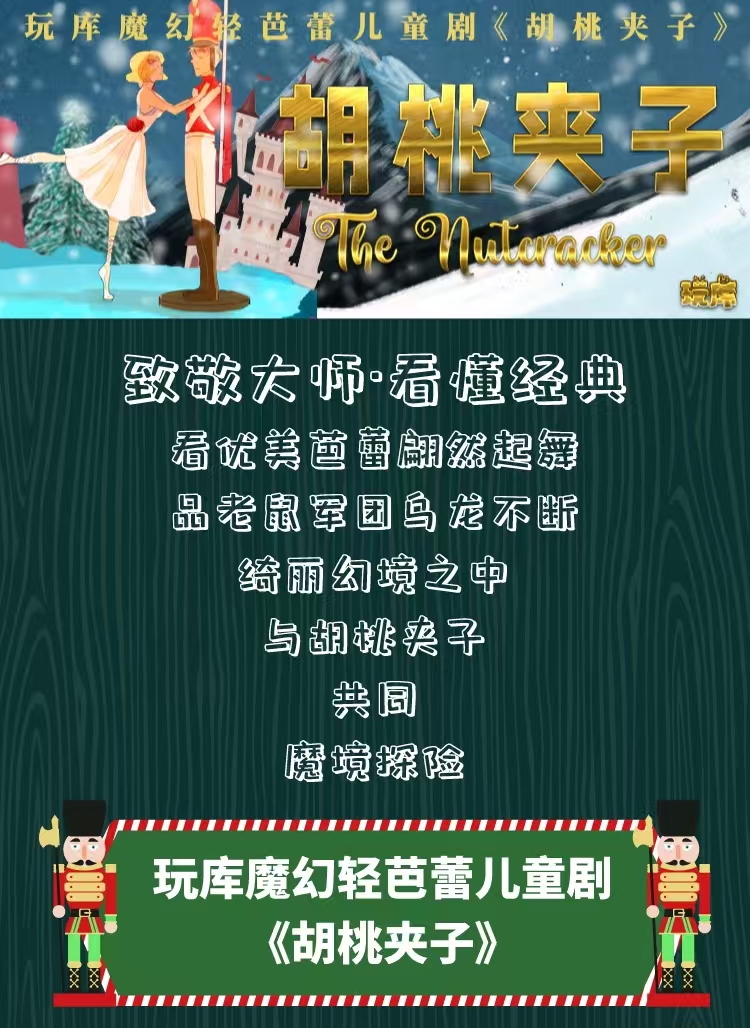 玩库魔幻轻芭蕾儿童剧《胡桃夹子》
胡桃夹子
The Nutcracker
玩库
致敬大师·看懂经典
看优美芭蕾翩然起舞
品老鼠军团乌龙不断
绮丽幻境之中
与胡桃夹子
共同
魔境探险
玩库魔幻轻芭蕾儿童剧
《胡桃夹子》